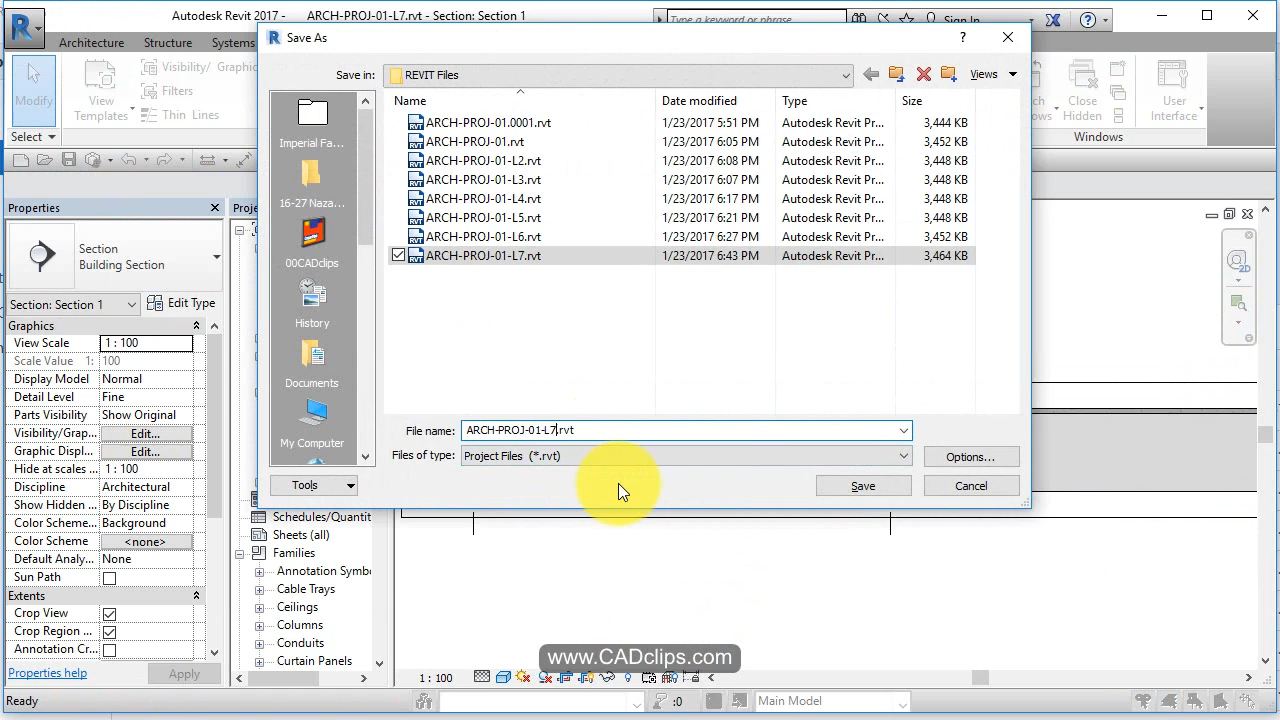 Autodesk Revit 2017 - ARCH-PROJ-01-L7.rvt - Section: Section 1
Type a keyword or phrase
Sign In
Architecture Structure Systems
Modify
View Templates
Visibility/ Graphic
Filters
Thin Lines
Close Hidden
User Interface
Select
Windows
Save As
Save in: REVIT Files
Views
Name Date modified Type Size
ARCH-PROJ-01.0001.rvt 1/23/2017 5:51 PM Autodesk Revit Pr... 3,444 KB
ARCH-PROJ-01.rvt 1/23/2017 6:05 PM Autodesk Revit Pr... 3,452 KB
ARCH-PROJ-01-L2.rvt 1/23/2017 6:08 PM Autodesk Revit Pr... 3,448 KB
ARCH-PROJ-01-L3.rvt 1/23/2017 6:07 PM Autodesk Revit Pr... 3,448 KB
ARCH-PROJ-01-L4.rvt 1/23/2017 6:17 PM Autodesk Revit Pr... 3,448 KB
ARCH-PROJ-01-L5.rvt 1/23/2017 6:21 PM Autodesk Revit Pr... 3,448 KB
ARCH-PROJ-01-L6.rvt 1/23/2017 6:27 PM Autodesk Revit Pr... 3,452 KB
ARCH-PROJ-01-L7.rvt 1/23/2017 6:43 PM Autodesk Revit Pr... 3,464 KB
Imperial Fa...
16-27 Naza...
00CADclips
History
Documents
My Computer
File name: ARCH-PROJ-01-L7.rvt
Files of type: Project Files (*.rvt)
Options...
Tools
Save
Cancel
Properties
Proje
Section
Building Section
Section: Section 1
Edit Type
Graphics
View Scale 1 : 100
Scale Value 1: 100
Display Model Normal
Detail Level Fine
Parts Visibility Show Original
Visibility/Grap... Edit...
Graphic Displ... Edit...
Hide at scales ... 1 : 100
Discipline Architectural
Show Hidden ... By Discipline
Color Scheme... Background
Color Scheme <none>
Default Analy... None
Sun Path
Extents
Crop View
Crop Region ...
Annotation Cr...
Properties help
Apply
Schedules/Quantit
Sheets (all)
Families
Annotation Symbo
Cable Trays
Ceilings
Columns
Conduits
Curtain Panels
www.CADclips.com
1 : 100
Ready
:0
Main Model